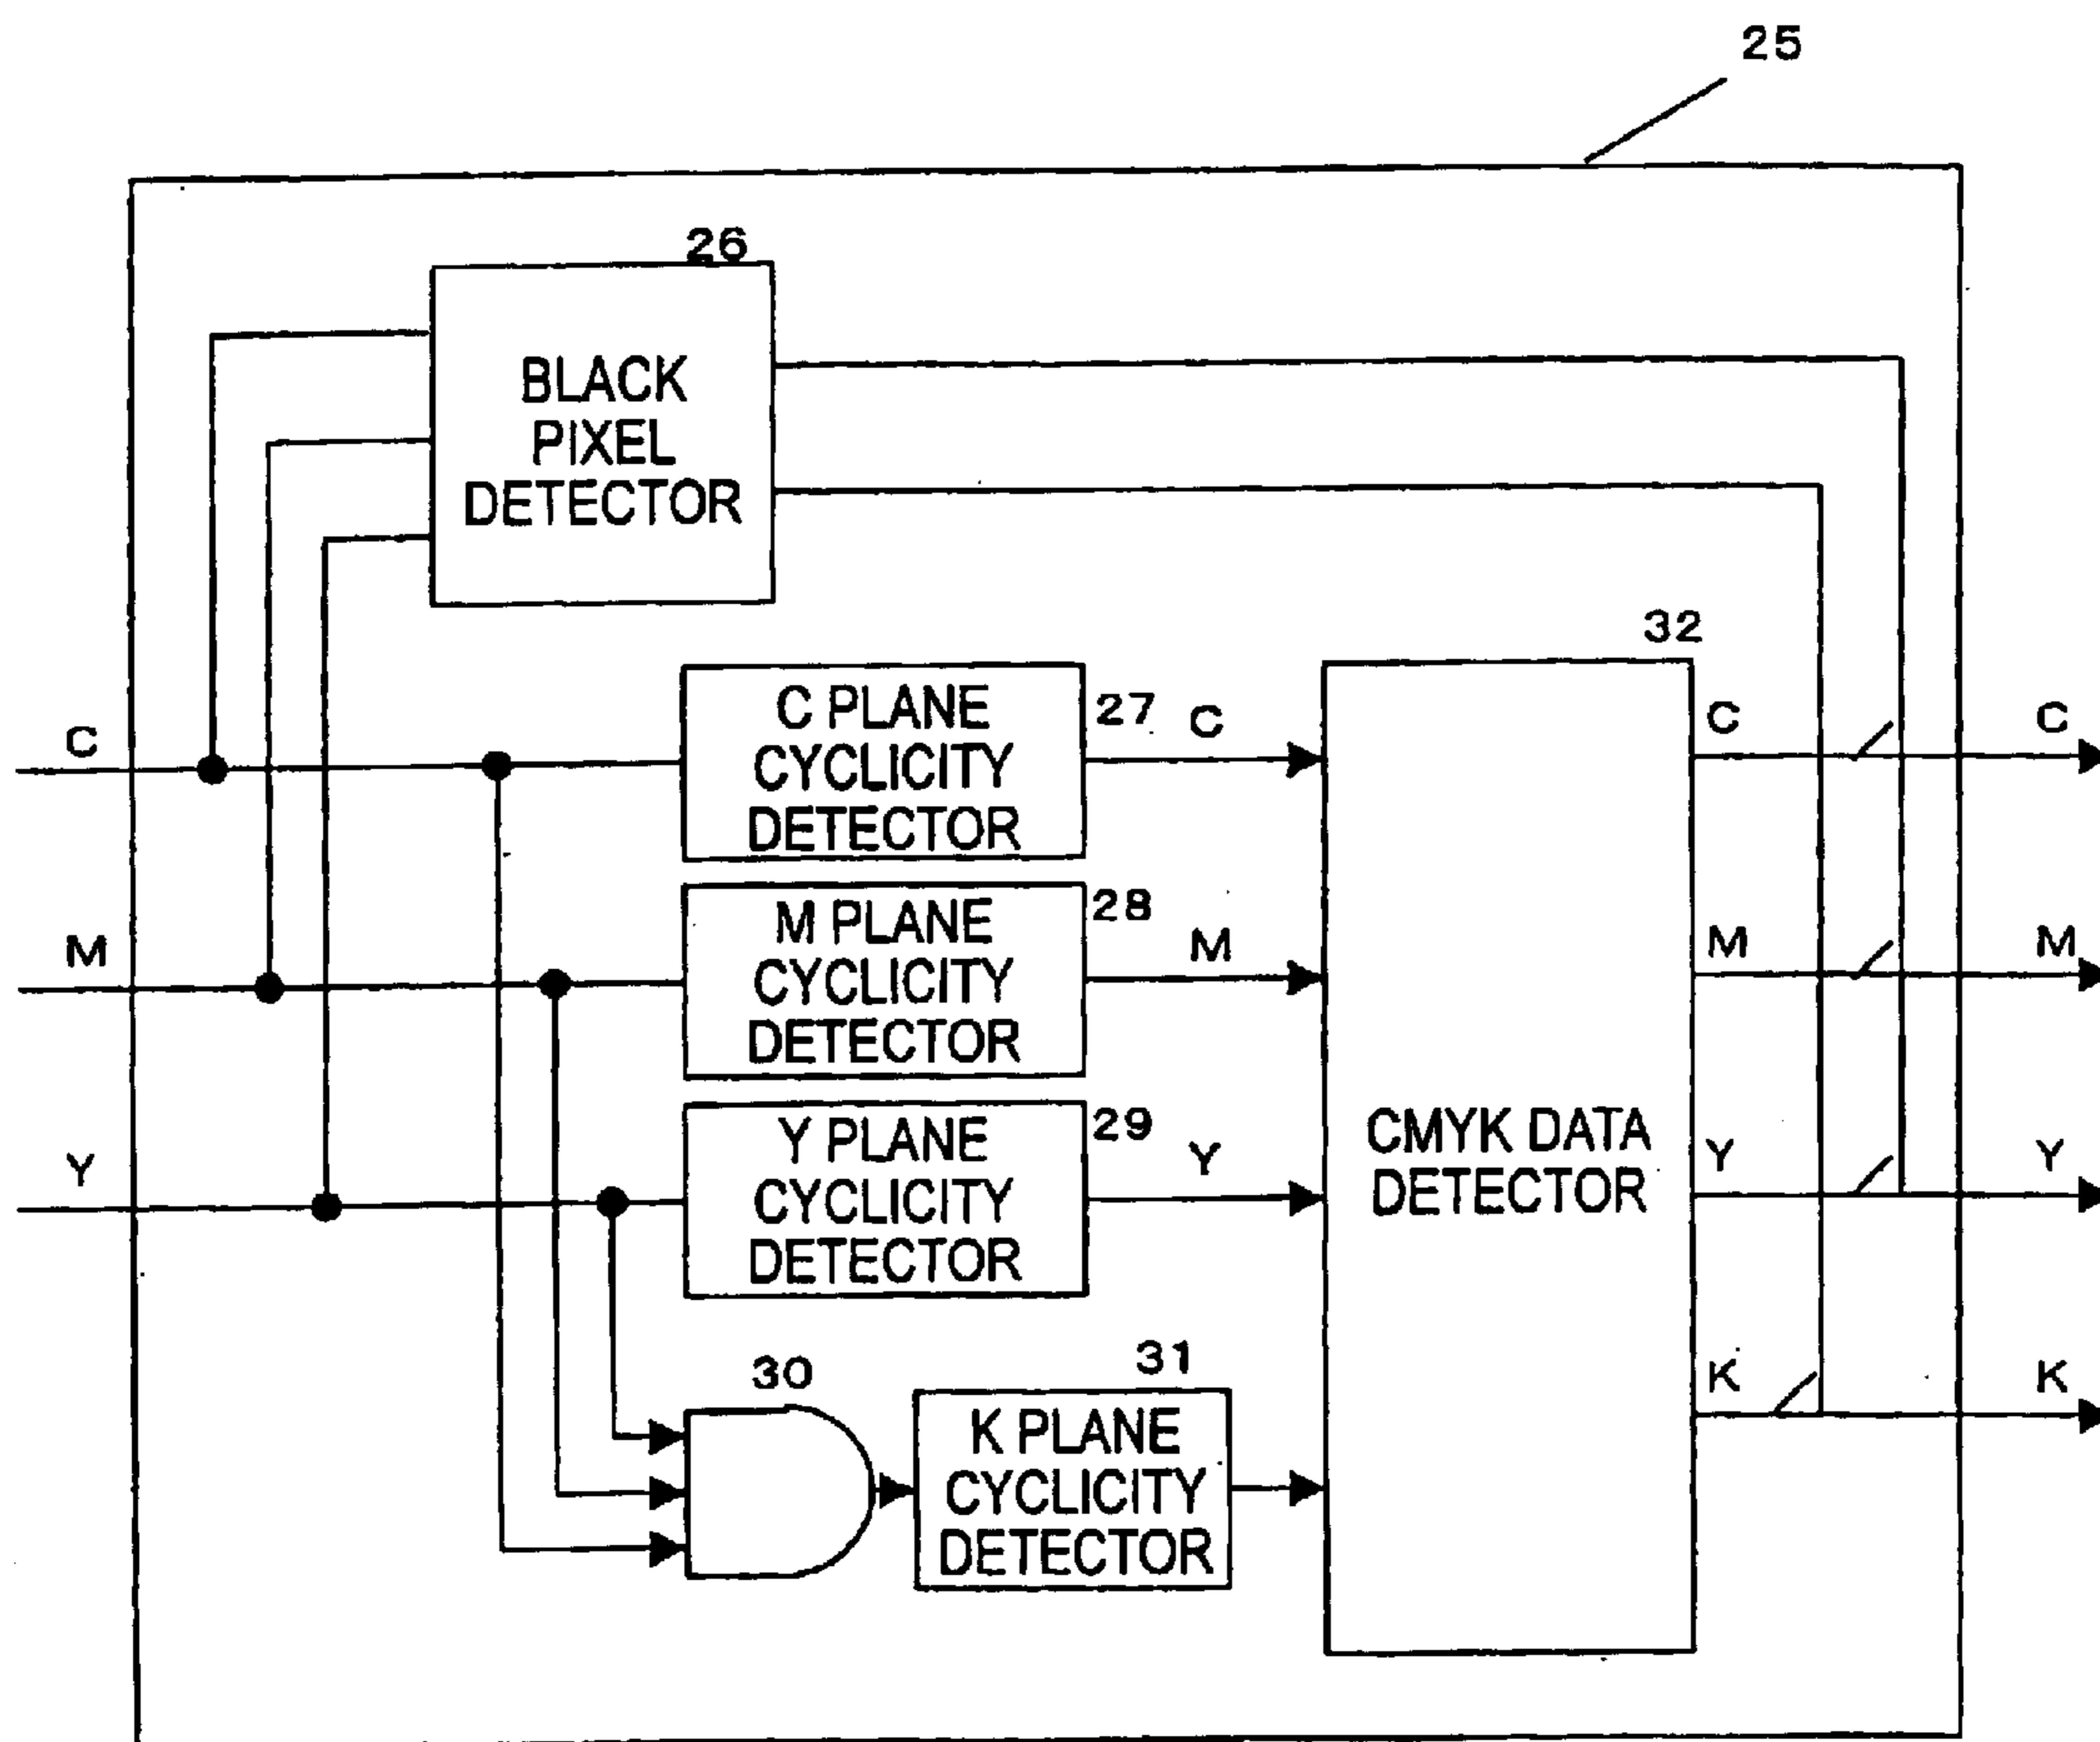 25
26
BLACK
PIXEL
DETECTOR
32
C
C PLANE
CYCLICITY
DETECTOR
27
C
C
C
M
M PLANE
CYCLICITY
DETECTOR
28
M
M
M
Y
Y PLANE
CYCLICITY
DETECTOR
29
Y
CMYK DATA
DETECTOR
Y
Y
30
31
K PLANE
CYCLICITY
DETECTOR
K
K